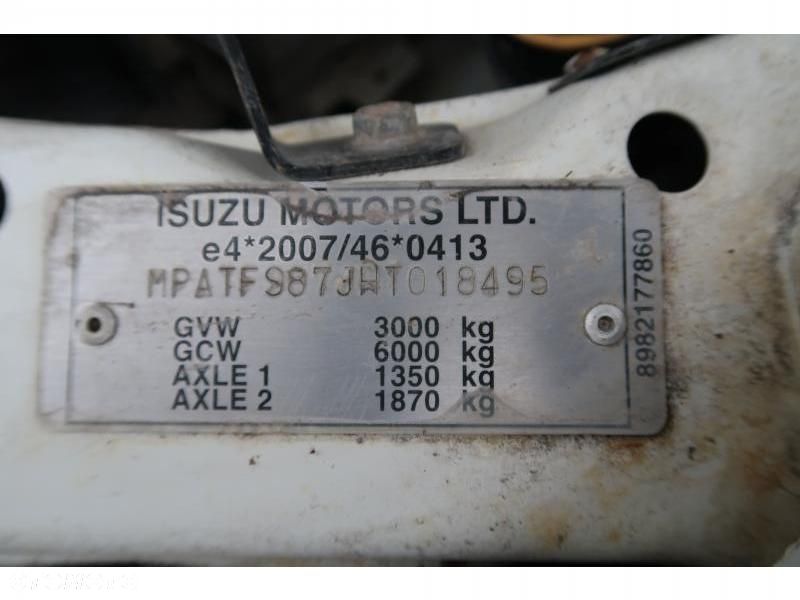 ISUZU MOTORS LTD.
e4*2007/46*0413
MPATFS87JHT018495
GVW 3000 kg
GCW 6000 kg
AXLE 1 1350 kg
AXLE 2 1870 kg
8982177860